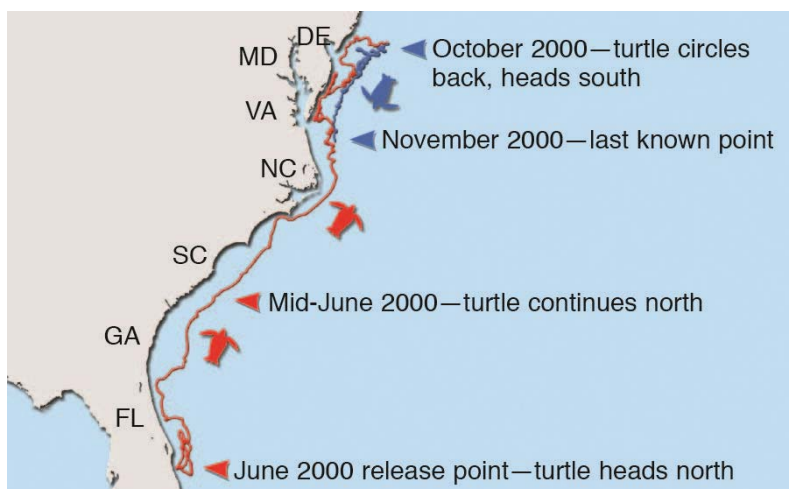 DE
October 2000—turtle circles
back, heads south
MD
VA
November 2000—last known point
NC
SC
Mid-June 2000—turtle continues north
GA
FL
June 2000 release point—turtle heads north